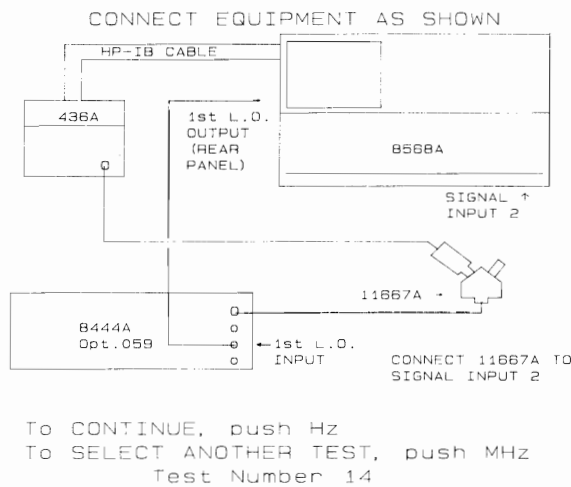 CONNECT EQUIPMENT AS SHOWN
HP-IB CABLE
436A
1st L.O.
OUTPUT
(REAR
PANEL)
8568A
SIGNAL ↑
INPUT 2
11667A →
8444A
Opt.059
←1st L.O.
INPUT
CONNECT 11667A TO
SIGNAL INPUT 2
To CONTINUE, push Hz
To SELECT ANOTHER TEST, push MHz
Test Number 14